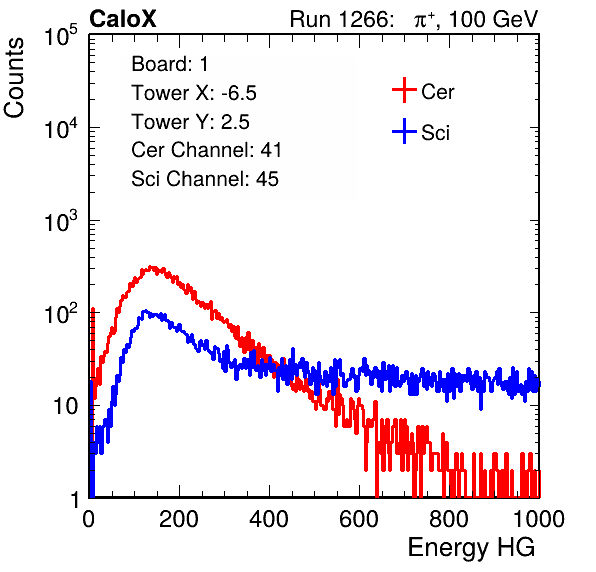 CaloX Run 1266: π⁺, 100 GeV
Counts
Board: 1
Tower X: -6.5
Tower Y: 2.5
Cer Channel: 41
Sci Channel: 45
Cer
Sci
10⁵
10⁴
10³
10²
10
1
0 200 400 600 800 1000
Energy HG